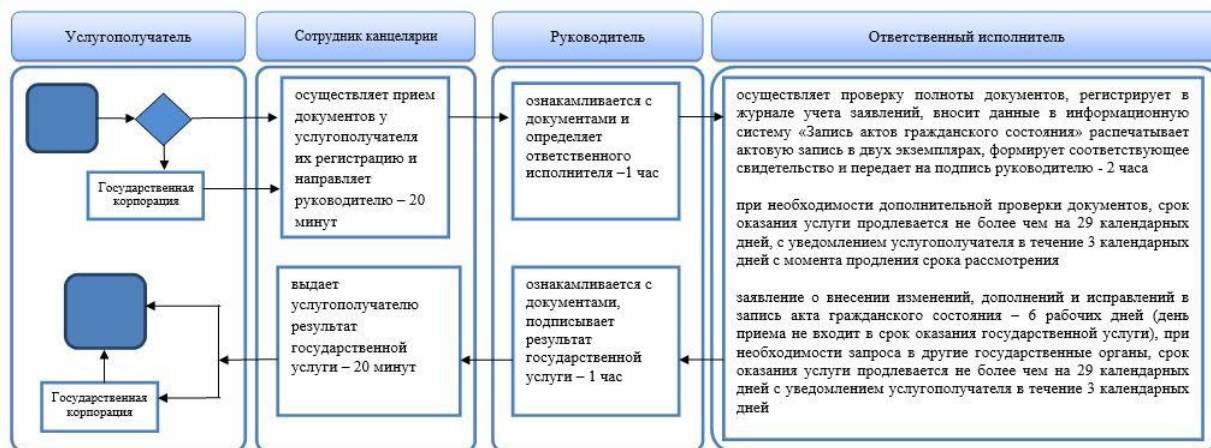 Услугополучатель
Сотрудник канцелярии
Руководитель
Ответственный исполнитель
Государственная
корпорация
осуществляет прием
документов у
услугополучателя
их регистрацию и
направляет
руководителю – 20
минут
ознакамливается с
документами и
определяет
ответственного
исполнителя –1 час
осуществляет проверку полноты документов, регистрирует в
журнале учета заявлений, вносит данные в информационную
систему «Запись актов гражданского состояния» распечатывает
актовую запись в двух экземплярах, формирует соответствующее
свидетельство и передает на подпись руководителю - 2 часа
при необходимости дополнительной проверки документов, срок
оказания услуги продлевается не более чем на 29 календарных
дней, с уведомлением услугополучателя в течение 3 календарных
дней с момента продления срока рассмотрения
заявление о внесении изменений, дополнений и исправлений в
запись акта гражданского состояния – 6 рабочих дней (день
приема не входит в срок оказания государственной услуги), при
необходимости запроса в другие государственные органы, срок
оказания услуги продлевается не более чем на 29 календарных
дней с уведомлением услугополучателя в течение 3 календарных
дней
ознакамливается с
документами,
подписывает
результат
государственной
услуги – 1 час
выдает
услугополучателю
результат
государственной
услуги – 20 минут
Государственная
корпорация